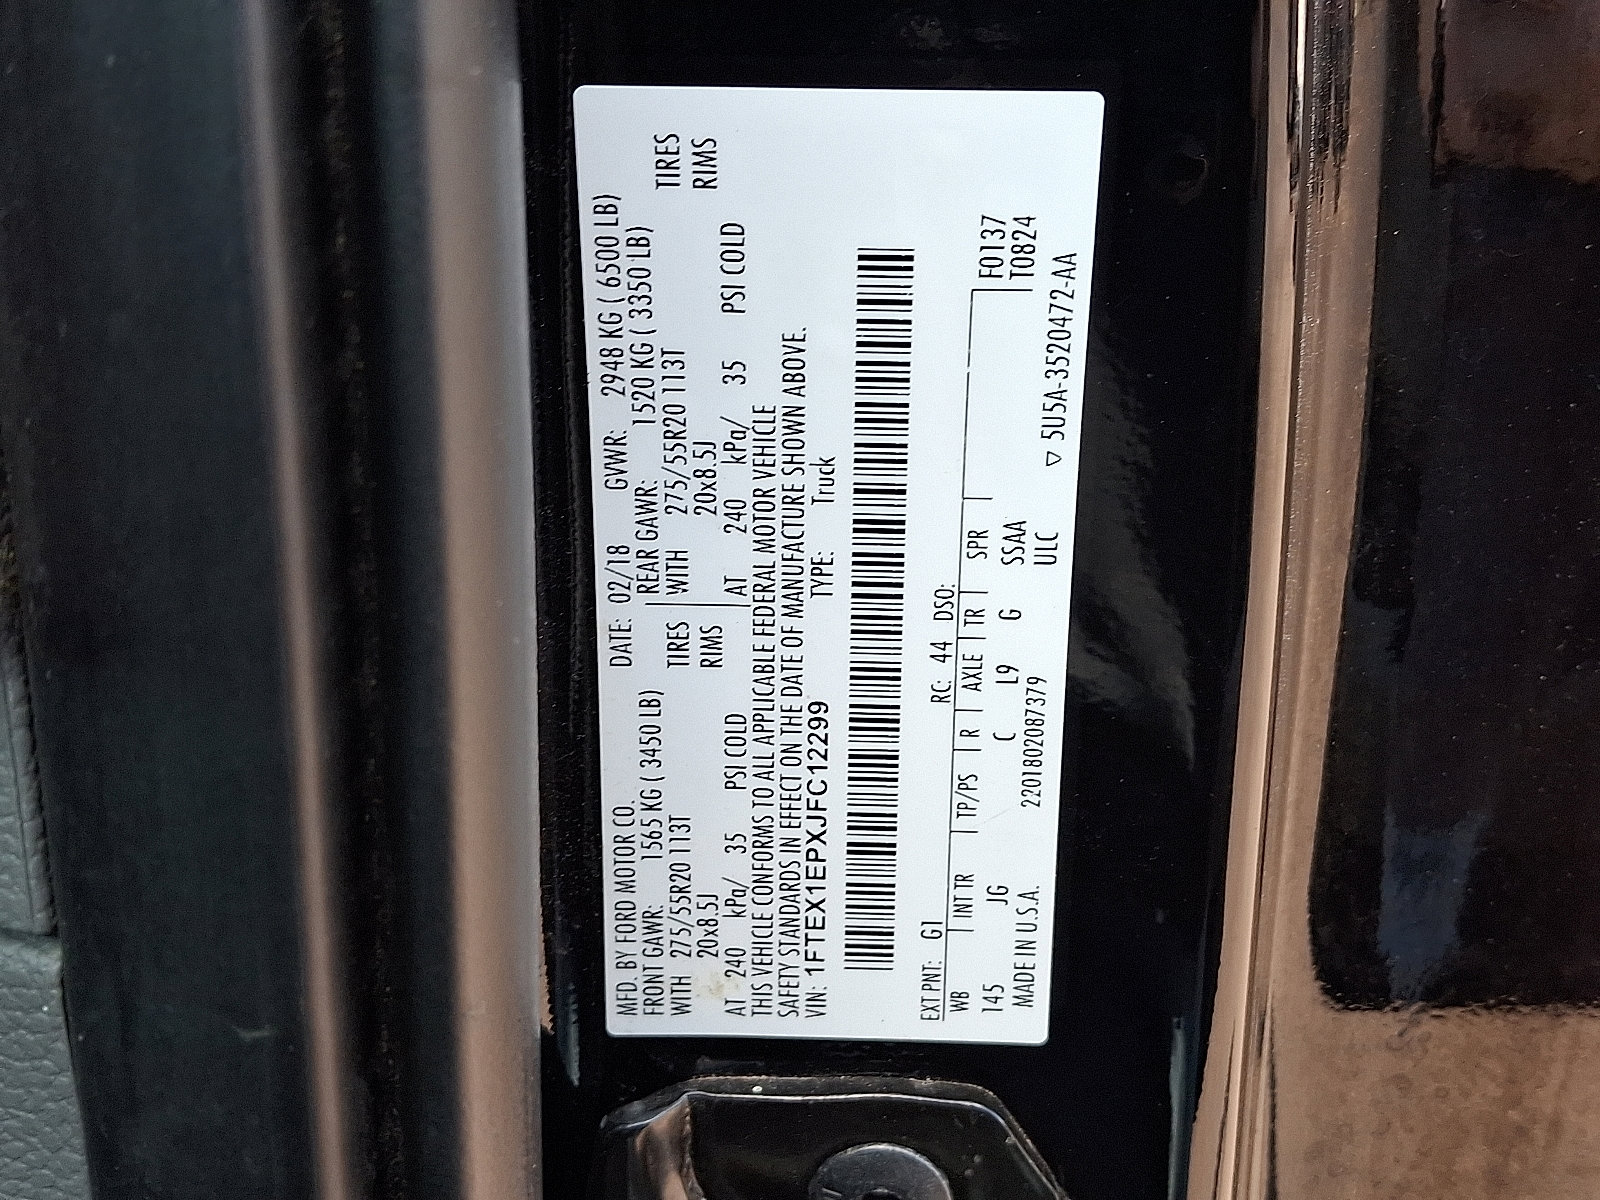 MFD. BY FORD MOTOR CO. DATE: 02/18 GVWR: 2948 KG ( 6500 LB)
FRONT GAWR: 1565 KG ( 3450 LB) REAR GAWR: 1520 KG ( 3350 LB)
WITH 275/55R20 113T TIRES WITH 275/55R20 113T TIRES
20x8.5J RIMS 20x8.5J RIMS
AT 240 kPa/ 35 PSI COLD AT 240 kPa/ 35 PSI COLD
THIS VEHICLE CONFORMS TO ALL APPLICABLE FEDERAL MOTOR VEHICLE
SAFETY STANDARDS IN EFFECT ON THE DATE OF MANUFACTURE SHOWN ABOVE.
VIN: 1FTEX1EPXJFC12299 TYPE: Truck
EXT PNT: G1 RC: 44 DSO:
WB INT TR TP/PS R AXLE TR SPR F0137
145 JG C L9 G SSAA T0824
MADE IN U.S.A. 2201802087379 ULC ▽ 5U5A-3520472-AA